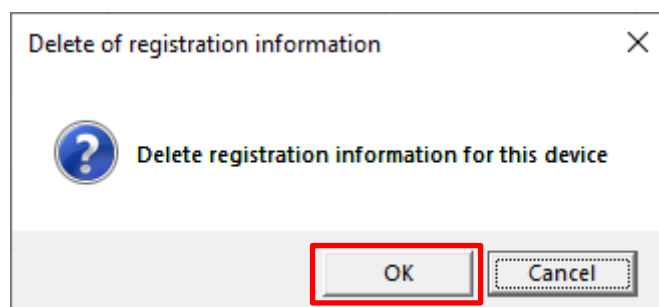 Delete of registration information
Delete registration information for this device
OK
Cancel